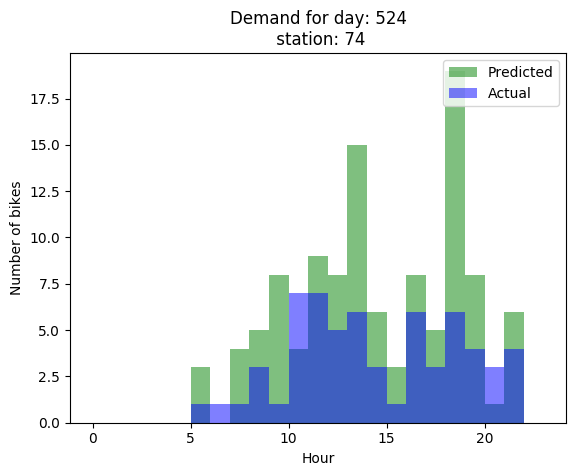 Demand for day: 524
station: 74
Predicted
Actual
17.5
15.0
12.5
10.0
7.5
5.0
2.5
0.0
Number of bikes
0 5 10 15 20
Hour